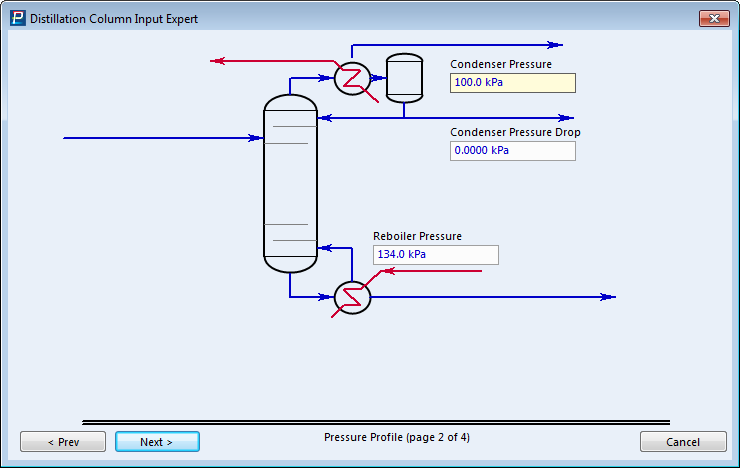 Distillation Column Input Expert
Condenser Pressure
100.0 kPa
Condenser Pressure Drop
0.0000 kPa
Reboiler Pressure
134.0 kPa
< Prev
Next >
Pressure Profile (page 2 of 4)
Cancel